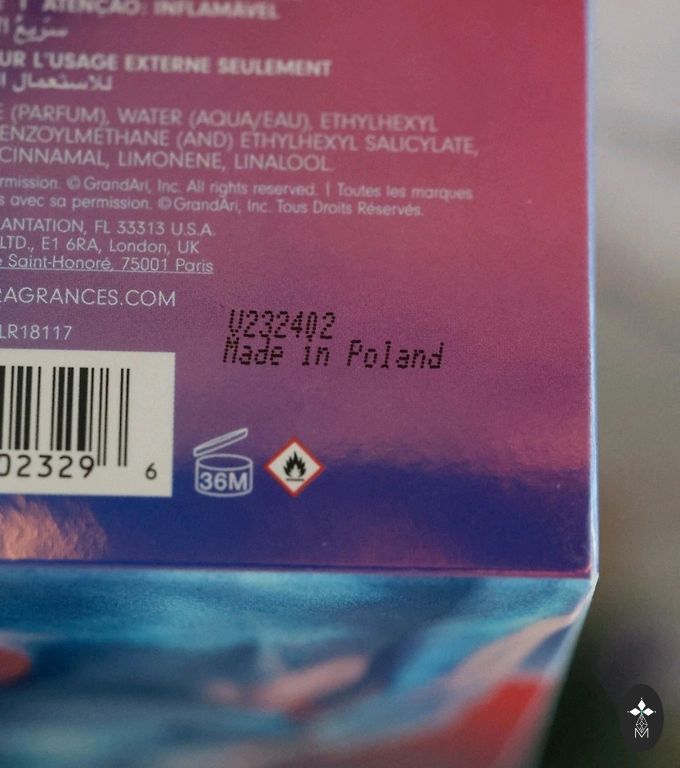 ATENÇÃO: INFLAMÁVEL
سريع ا
UR L'USAGE EXTERNE SEULEMENT
للاستعمال ا
E (PARFUM), WATER (AQUA/EAU), ETHYLHEXYL
ENZOYLMETHANE (AND) ETHYLHEXYL SALICYLATE,
CINNAMAL, LIMONENE, LINALOOL.
rmission. ©GrandAri, Inc. All rights reserved. | Toutes les marques
s avec sa permission. ©GrandAri, Inc. Tous Droits Réservés.
ANTATION, FL 33313 U.S.A.
LTD., E1 6RA, London, UK
e Saint-Honoré, 75001 Paris
RAGRANCES.COM
LR18117
V232402
Made in Poland
02329 6
36M
M